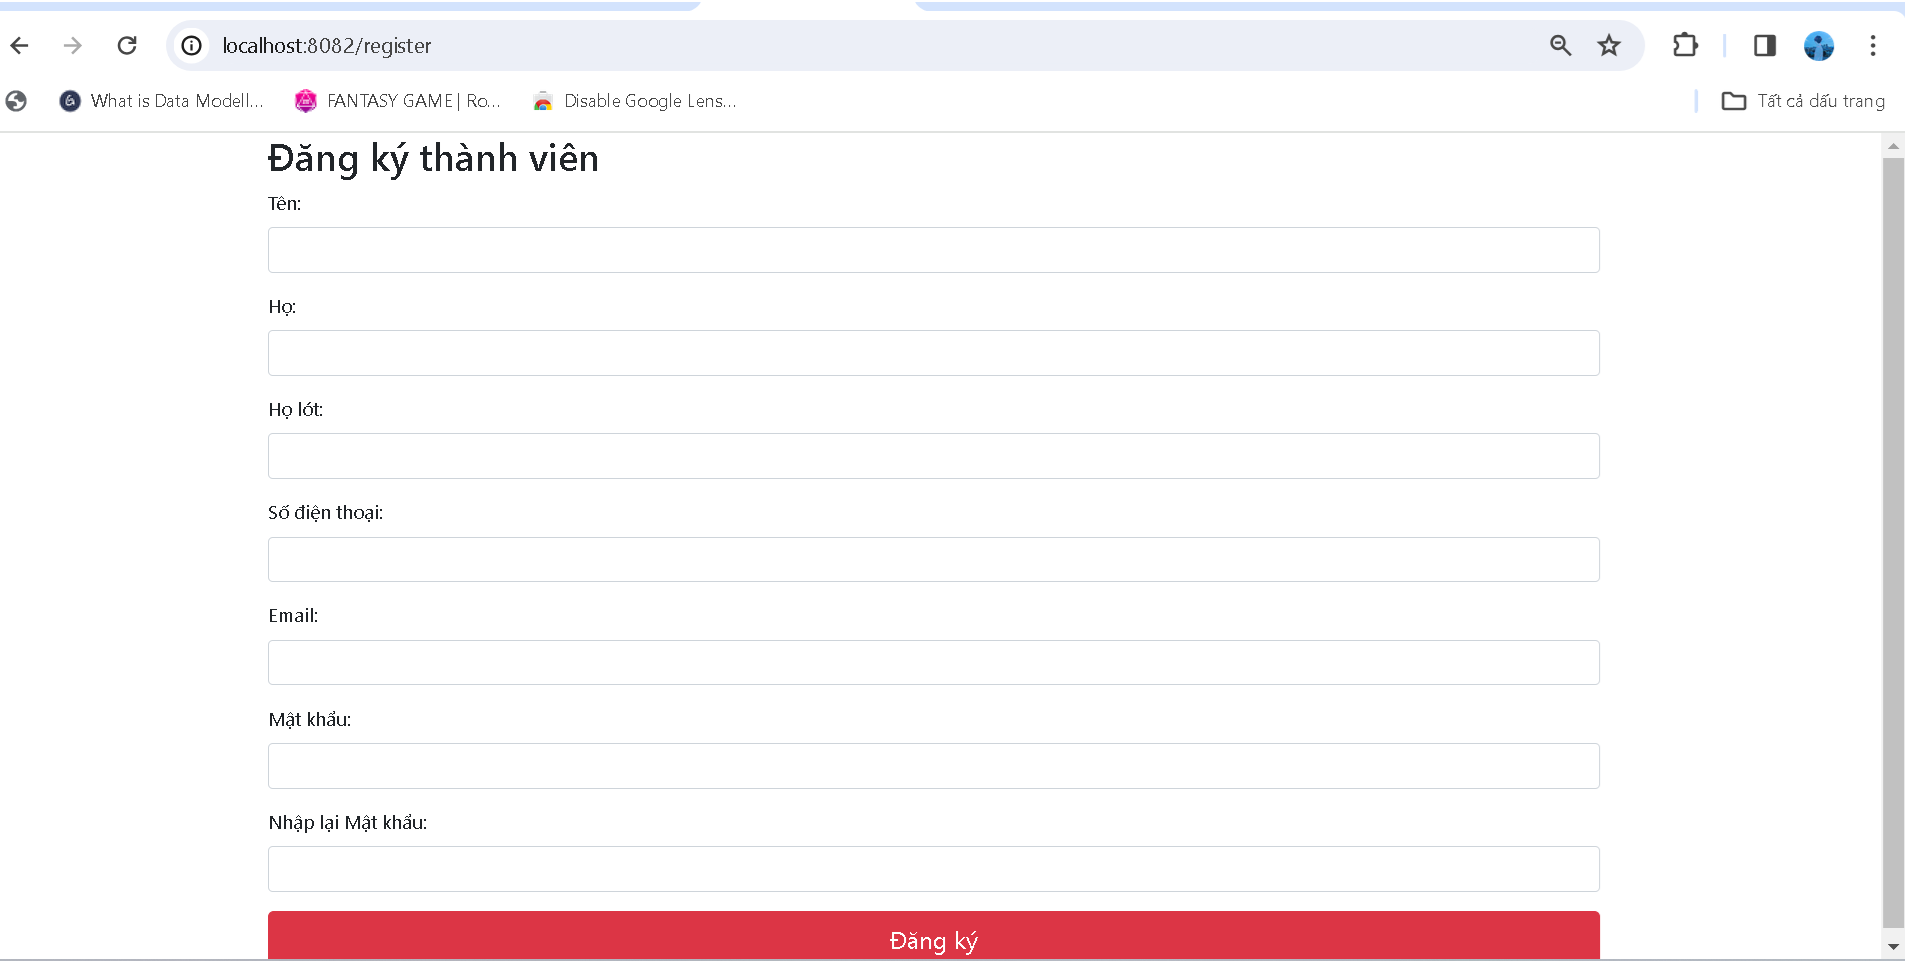 localhost:8082/register
What is Data Modell... FANTASY GAME | Ro... Disable Google Lens... Tất cả dấu trang
Đăng ký thành viên
Tên:
Họ:
Họ lót:
Số điện thoại:
Email:
Mật khẩu:
Nhập lại Mật khẩu:
Đăng ký